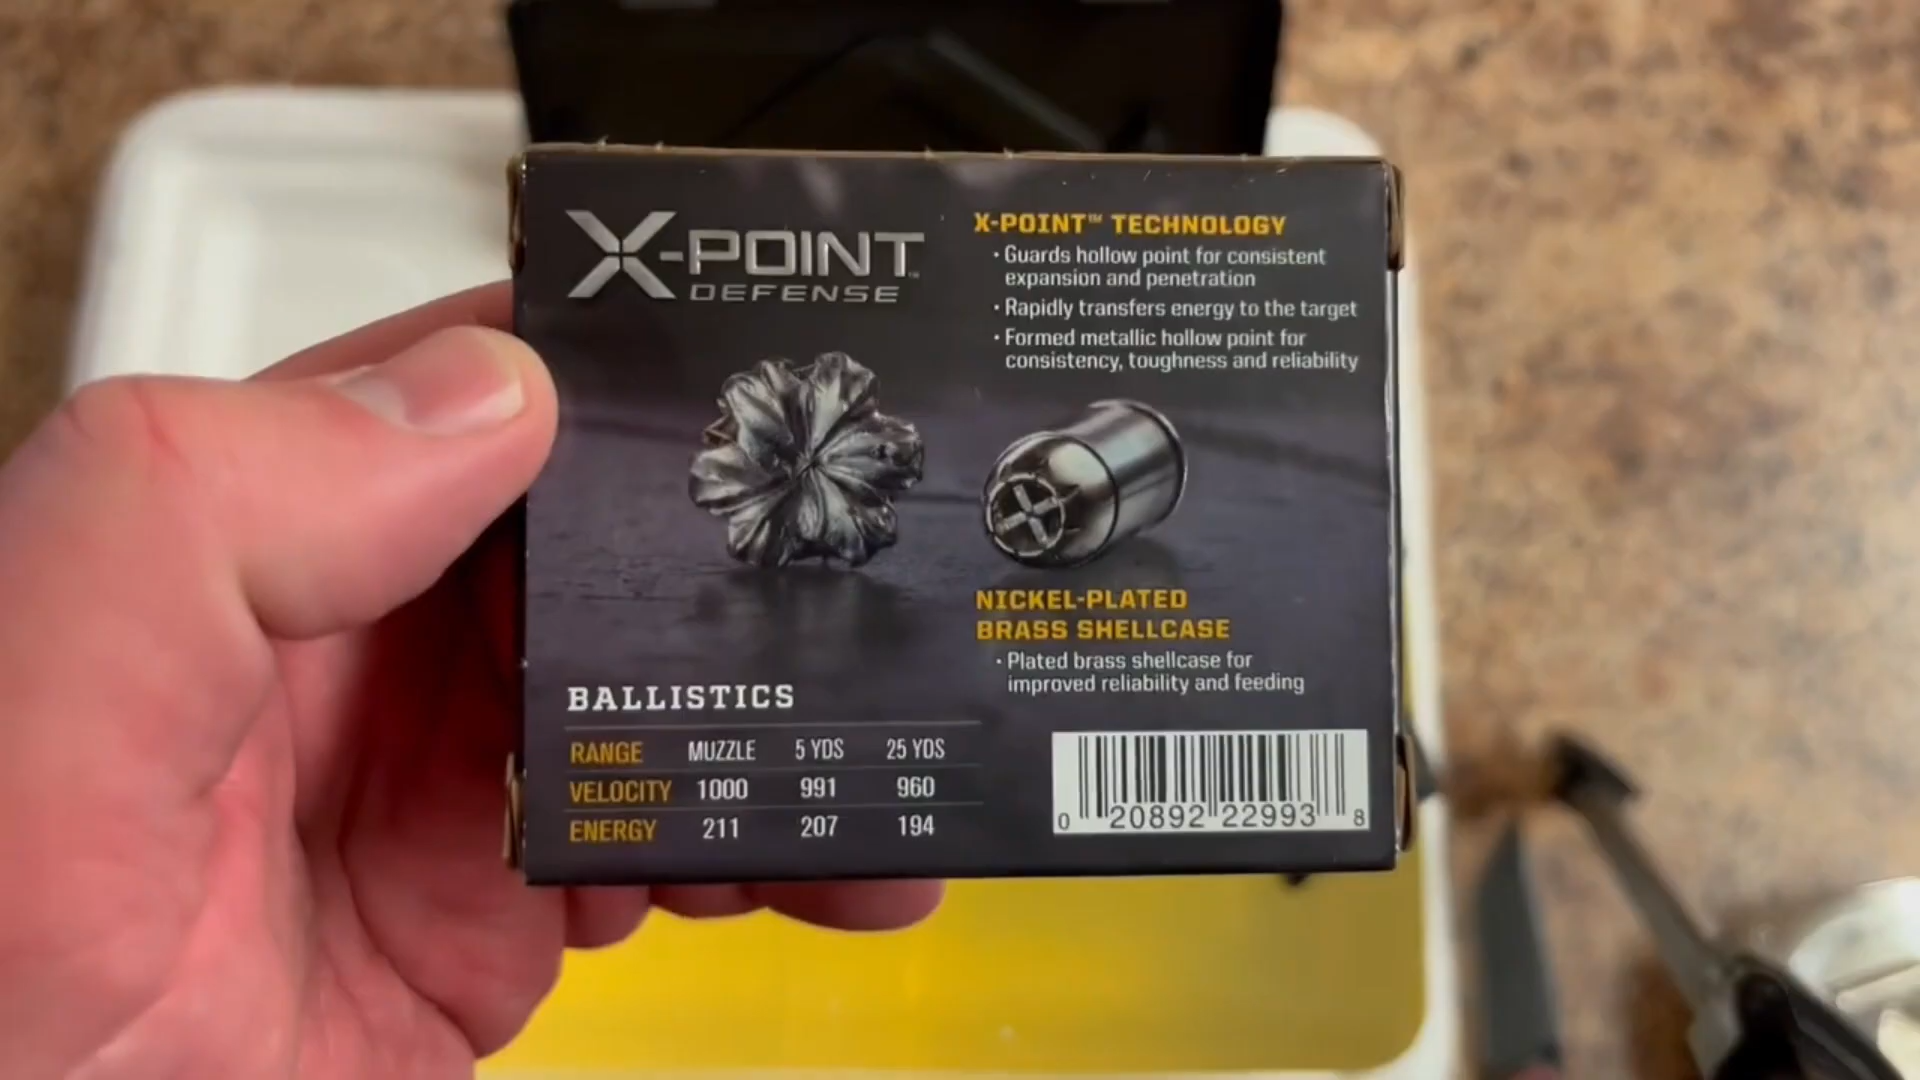 X-POINT™
DEFENSE
X-POINT™ TECHNOLOGY
• Guards hollow point for consistent
expansion and penetration
• Rapidly transfers energy to the target
• Formed metallic hollow point for
consistency, toughness and reliability
NICKEL-PLATED
BRASS SHELLCASE
• Plated brass shellcase for
improved reliability and feeding
BALLISTICS
RANGE MUZZLE 5 YDS 25 YDS
VELOCITY 1000 991 960
ENERGY 211 207 194
0 20892 22993 8